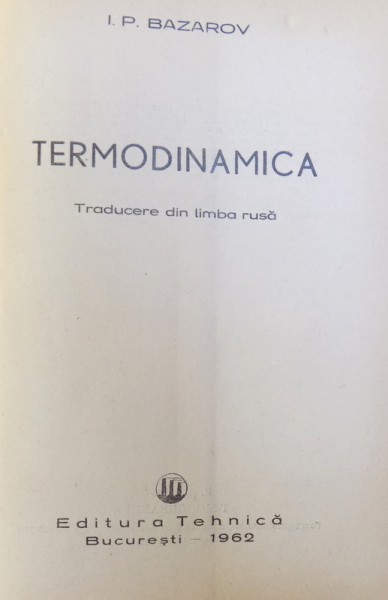 I. P. BAZAROV
TERMODINAMICA
Traducere din limba rusă
Editura Tehnică
București – 1962